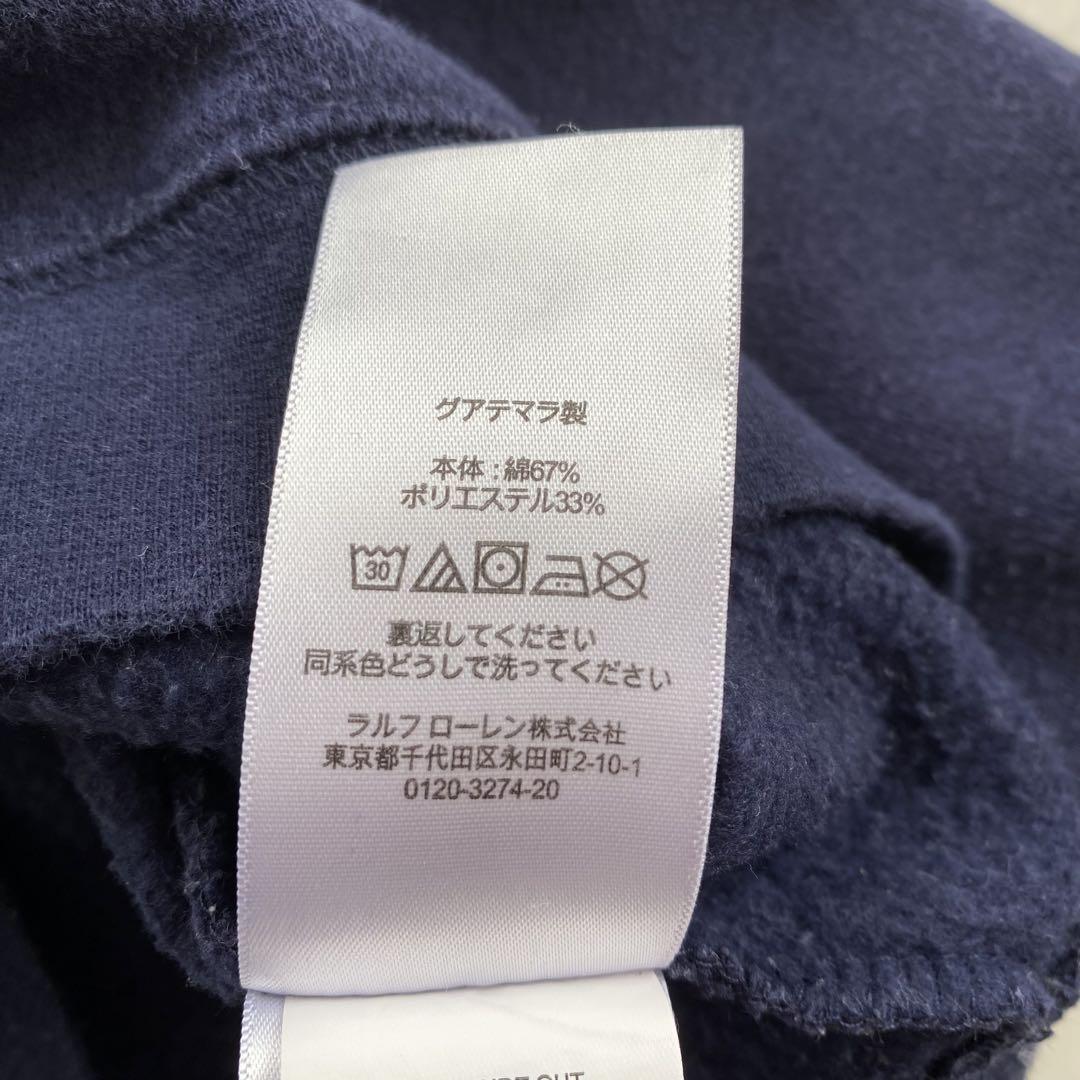 グアテマラ製
本体：綿67%
ポリエステル33%
30
裏返してください
同系色どうしで洗ってください
ラルフ ローレン株式会社
東京都千代田区永田町2-10-1
0120-3274-20
OUT